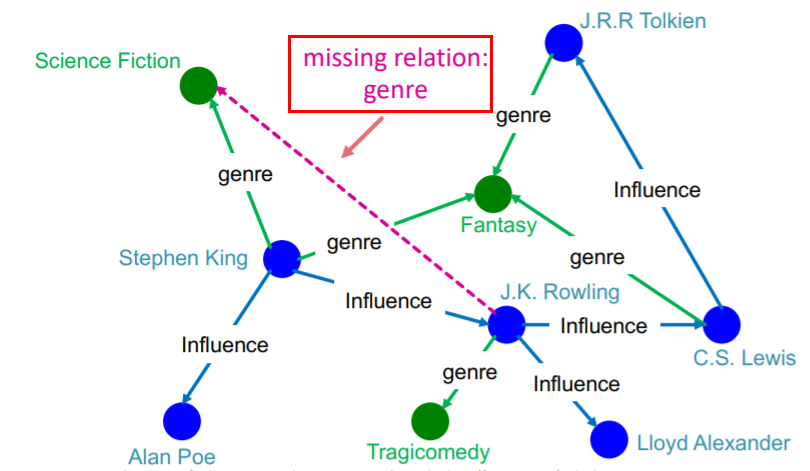 J.R.R Tolkien
Science Fiction
missing relation:
genre
genre
genre
Influence
Fantasy
genre
genre
Stephen King
J.K. Rowling
Influence
Influence
Influence
C.S. Lewis
genre
Influence
Alan Poe
Tragicomedy
Lloyd Alexander